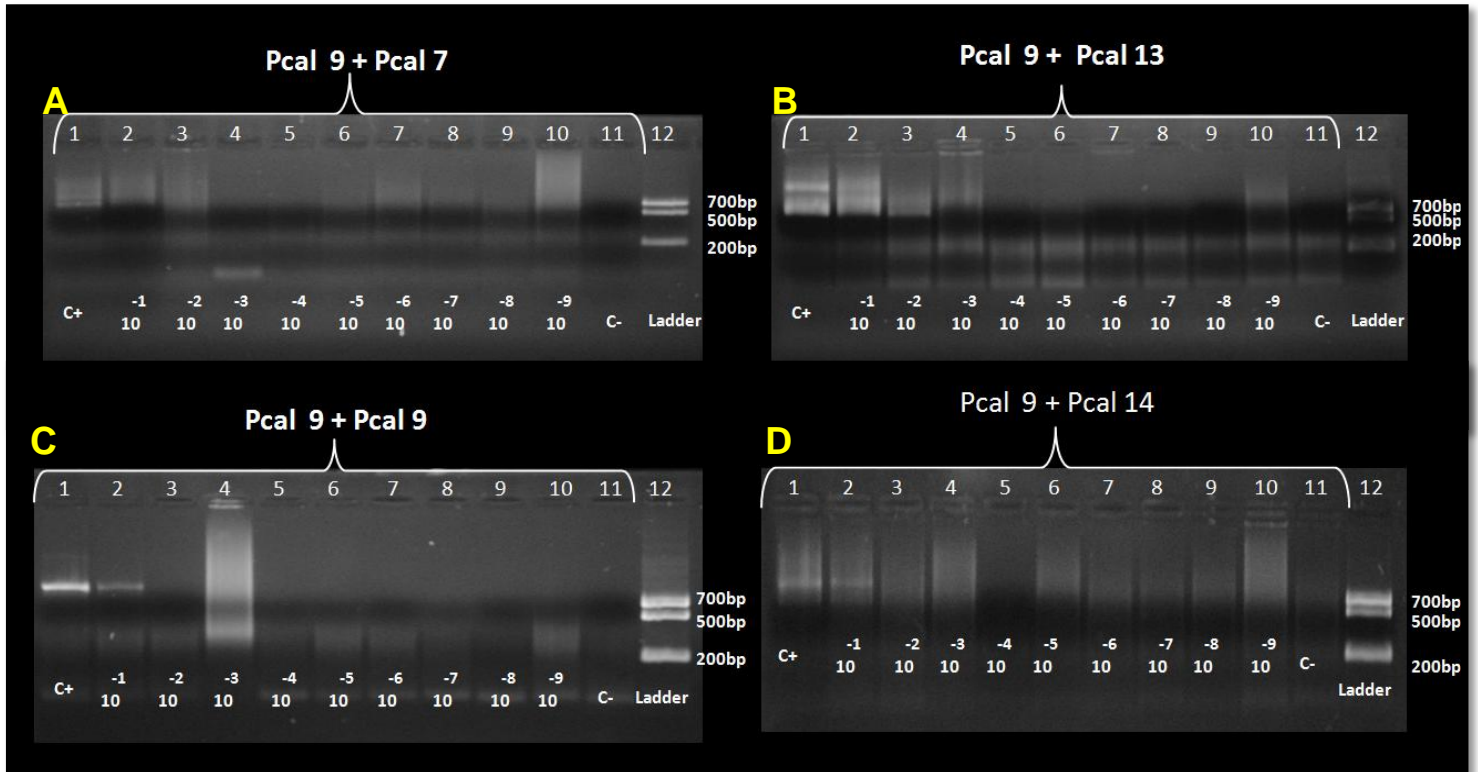 Pcal 9 + Pcal 7
A
1 2 3 4 5 6 7 8 9 10 11 12
700bp
500bp
200bp
-1 -2 -3 -4 -5 -6 -7 -8 -9
C+ 10 10 10 10 10 10 10 10 10 C- Ladder
Pcal 9 + Pcal 13
B
1 2 3 4 5 6 7 8 9 10 11 12
700bp
500bp
200bp
-1 -2 -3 -4 -5 -6 -7 -8 -9
C+ 10 10 10 10 10 10 10 10 10 C- Ladder
Pcal 9 + Pcal 9
C
1 2 3 4 5 6 7 8 9 10 11 12
700bp
500bp
200bp
-1 -2 -3 -4 -5 -6 -7 -8 -9
C+ 10 10 10 10 10 10 10 10 10 C- Ladder
Pcal 9 + Pcal 14
D
1 2 3 4 5 6 7 8 9 10 11 12
700bp
500bp
200bp
-1 -2 -3 -4 -5 -6 -7 -8 -9
C+ 10 10 10 10 10 10 10 10 10 C-
Ladder